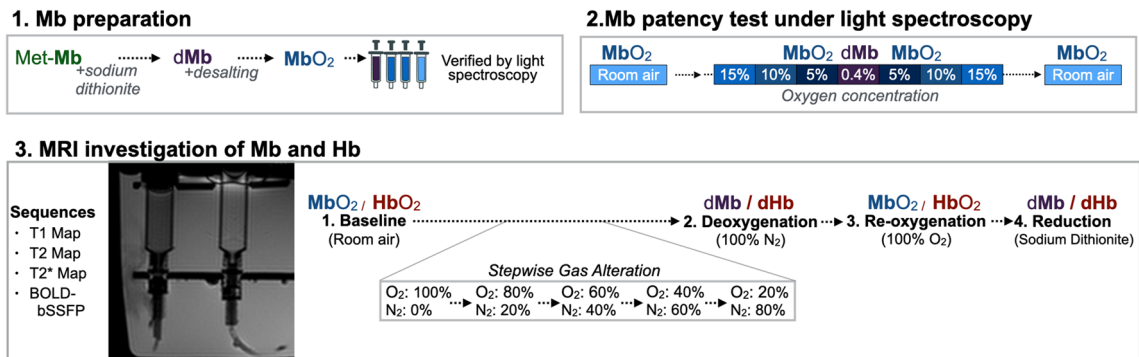 1. Mb preparation
Met-Mb
+sodium
dithionite
dMb
+desalting
MbO₂
Verified by light
spectroscopy
2.Mb patency test under light spectroscopy
MbO₂
Room air
MbO₂ dMb MbO₂
15% 10% 5% 0.4% 5% 10% 15%
Oxygen concentration
MbO₂
Room air
3. MRI investigation of Mb and Hb
Sequences
· T1 Map
· T2 Map
· T2* Map
· BOLD-
bSSFP
MbO₂ / HbO₂
1. Baseline
(Room air)
dMb / dHb
2. Deoxygenation
(100% N₂)
MbO₂ / HbO₂
3. Re-oxygenation
(100% O₂)
dMb / dHb
4. Reduction
(Sodium Dithionite)
Stepwise Gas Alteration
O₂: 100% O₂: 80% O₂: 60% O₂: 40% O₂: 20%
N₂: 0% N₂: 20% N₂: 40% N₂: 60% N₂: 80%